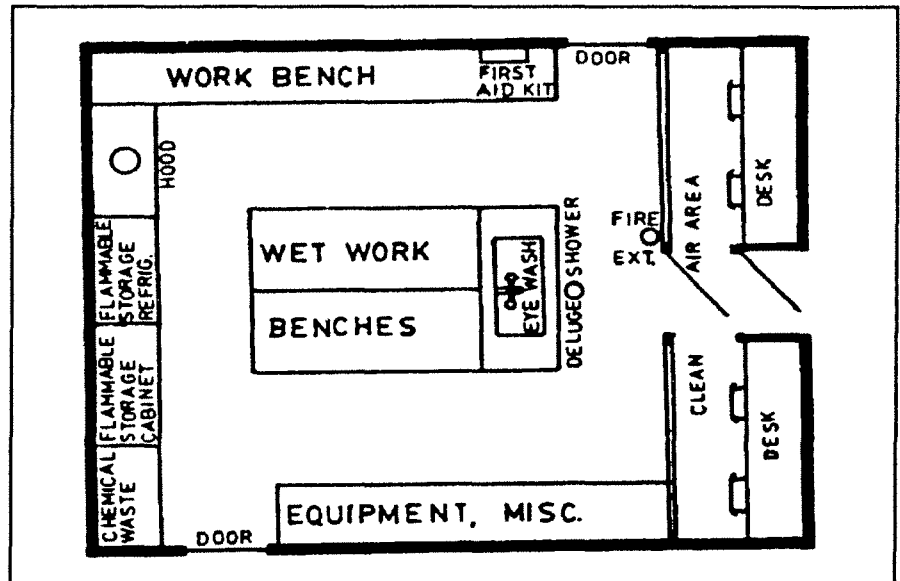 DOOR
WORK BENCH
FIRST
AID KIT
HOOD
FLAMMABLE
STORAGE
REFRIG.
FLAMMABLE
STORAGE
CABINET
CHEMICAL
WASTE
WET WORK
BENCHES
EYE WASH
DELUGE SHOWER
FIRE
EXT.
CLEAN AIR AREA
DESK
DESK
EQUIPMENT, MISC.
DOOR